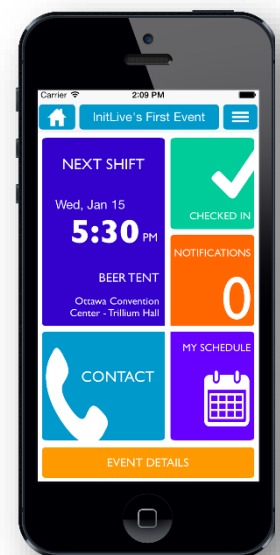 Carrier 2:09 PM
InitLive's First Event
NEXT SHIFT
Wed, Jan 15
5:30 PM
BEER TENT
Ottawa Convention
Center - Trillium Hall
CHECKED IN
NOTIFICATIONS
0
CONTACT
MY SCHEDULE
EVENT DETAILS